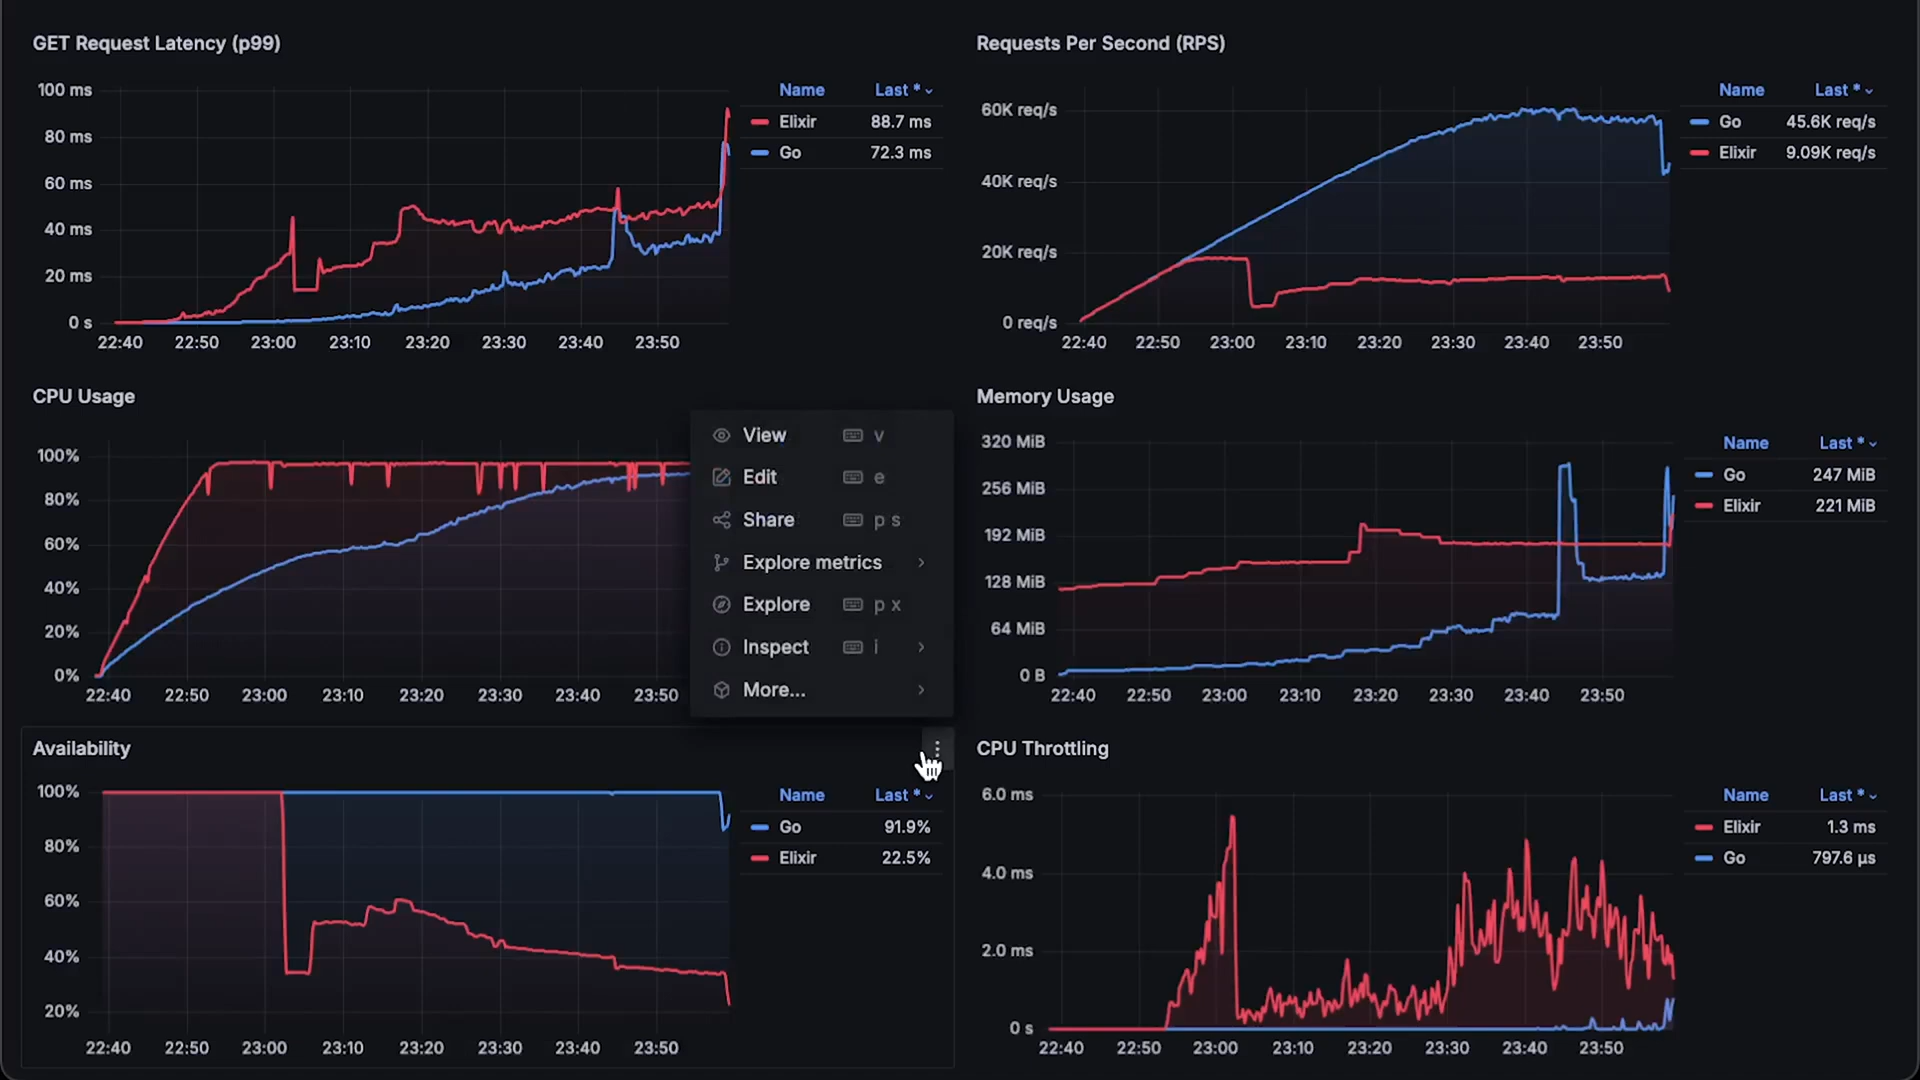 GET Request Latency (p99)
100 ms
80 ms
60 ms
40 ms
20 ms
0 s
22:40 22:50 23:00 23:10 23:20 23:30 23:40 23:50
Name Last *
Elixir 88.7 ms
Go 72.3 ms
Requests Per Second (RPS)
60K req/s
40K req/s
20K req/s
0 req/s
22:40 22:50 23:00 23:10 23:20 23:30 23:40 23:50
Name Last *
Go 45.6K req/s
Elixir 9.09K req/s
CPU Usage
100%
80%
60%
40%
20%
0%
22:40 22:50 23:00 23:10 23:20 23:30 23:40 23:50
View v
Edit e
Share p s
Explore metrics
Explore p x
Inspect i
More...
Memory Usage
320 MiB
256 MiB
192 MiB
128 MiB
64 MiB
0 B
22:40 22:50 23:00 23:10 23:20 23:30 23:40 23:50
Name Last *
Go 247 MiB
Elixir 221 MiB
Availability
100%
80%
60%
40%
20%
22:40 22:50 23:00 23:10 23:20 23:30 23:40 23:50
Name Last *
Go 91.9%
Elixir 22.5%
CPU Throttling
6.0 ms
4.0 ms
2.0 ms
0 s
22:40 22:50 23:00 23:10 23:20 23:30 23:40 23:50
Name Last *
Elixir 1.3 ms
Go 797.6 µs